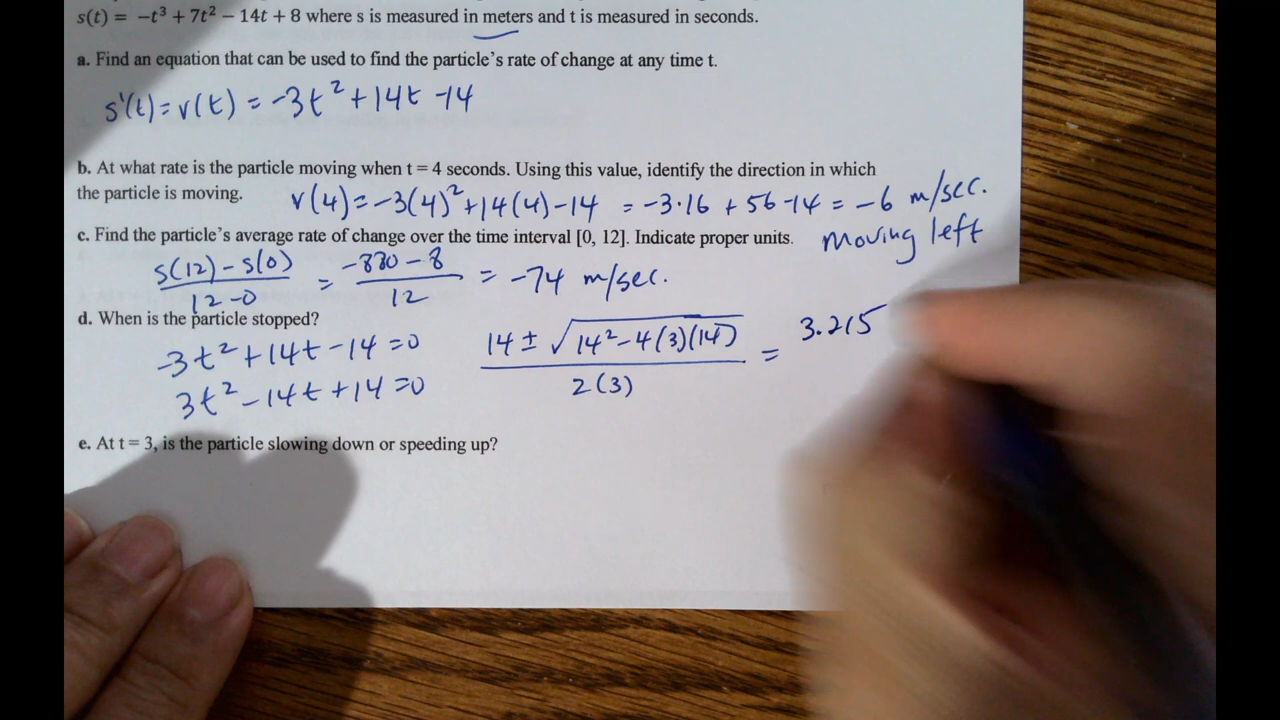 s(t) = −t³ + 7t² − 14t + 8 where s is measured in meters and t is measured in seconds.
a. Find an equation that can be used to find the particle's rate of change at any time t.
s'(t) = v(t) = -3t² + 14t - 14
b. At what rate is the particle moving when t = 4 seconds. Using this value, identify the direction in which
the particle is moving.
v(4) = -3(4)² + 14(4) - 14 = -3·16 + 56 - 14 = -6 m/sec.
moving left
c. Find the particle's average rate of change over the time interval [0, 12]. Indicate proper units.
s(12) - s(0) / 12 - 0 = -880 - 8 / 12 = -74 m/sec.
d. When is the particle stopped?
-3t² + 14t - 14 = 0
3t² - 14t + 14 = 0
14 ± √14² - 4(3)(14) / 2(3) = 3.215
e. At t = 3, is the particle slowing down or speeding up?